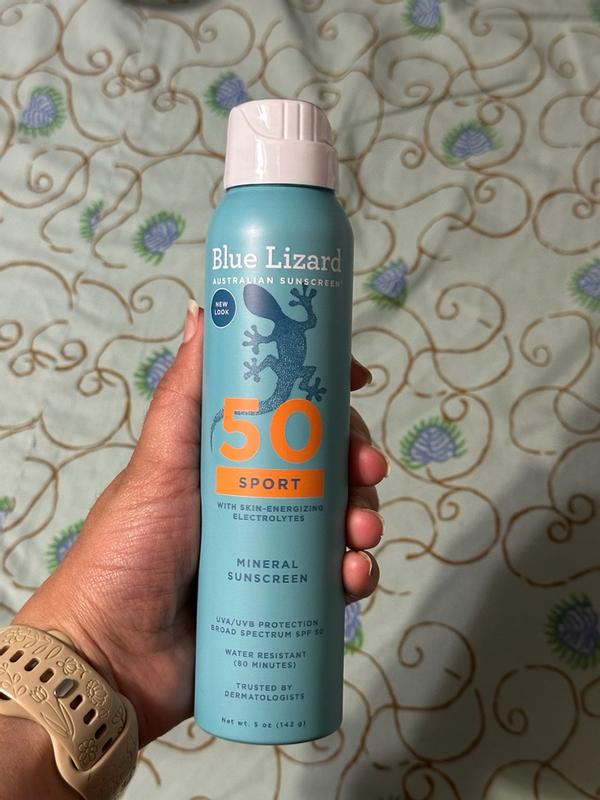 Blue Lizard
AUSTRALIAN SUNSCREEN
NEW
LOOK
50
SPORT
WITH SKIN-ENERGIZING
ELECTROLYTES
MINERAL
SUNSCREEN
UVA/UVB PROTECTION
BROAD SPECTRUM SPF 50
WATER RESISTANT
(80 MINUTES)
TRUSTED BY
DERMATOLOGISTS
Net wt. 5 oz (142 g)